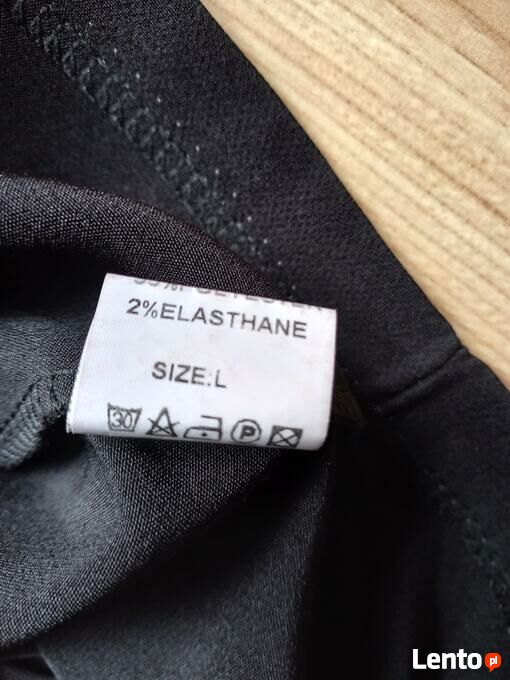 2%ELASTHANE
SIZE:L
30
P
Lento pl